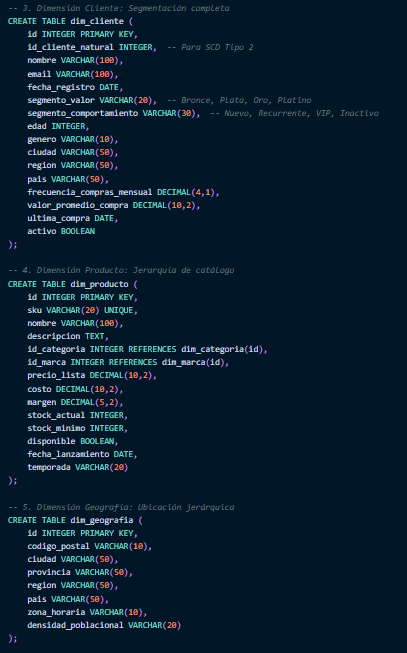 -- 3. Dimensión Cliente: Segmentación completa
CREATE TABLE dim_cliente (
    id INTEGER PRIMARY KEY,
    id_cliente_natural INTEGER,  -- Para SCD Tipo 2
    nombre VARCHAR(100),
    email VARCHAR(100),
    fecha_registro DATE,
    segmento_valor VARCHAR(20),  -- Bronce, Plata, Oro, Platino
    segmento_comportamiento VARCHAR(30),  -- Nuevo, Recurrente, VIP, Inactivo
    edad INTEGER,
    genero VARCHAR(10),
    ciudad VARCHAR(50),
    region VARCHAR(50),
    pais VARCHAR(50),
    frecuencia_compras_mensual DECIMAL(4,1),
    valor_promedio_compra DECIMAL(10,2),
    ultima_compra DATE,
    activo BOOLEAN
);

-- 4. Dimensión Producto: Jerarquía de catálogo
CREATE TABLE dim_producto (
    id INTEGER PRIMARY KEY,
    sku VARCHAR(20) UNIQUE,
    nombre VARCHAR(100),
    descripcion TEXT,
    id_categoria INTEGER REFERENCES dim_categoria(id),
    id_marca INTEGER REFERENCES dim_marca(id),
    precio_lista DECIMAL(10,2),
    costo DECIMAL(10,2),
    margen DECIMAL(5,2),
    stock_actual INTEGER,
    stock_minimo INTEGER,
    disponible BOOLEAN,
    fecha_lanzamiento DATE,
    temporada VARCHAR(20)
);

-- 5. Dimensión Geografía: Ubicación jerárquica
CREATE TABLE dim_geografia (
    id INTEGER PRIMARY KEY,
    codigo_postal VARCHAR(10),
    ciudad VARCHAR(50),
    provincia VARCHAR(50),
    region VARCHAR(50),
    pais VARCHAR(50),
    zona_horaria VARCHAR(10),
    densidad_poblacional VARCHAR(20)
);